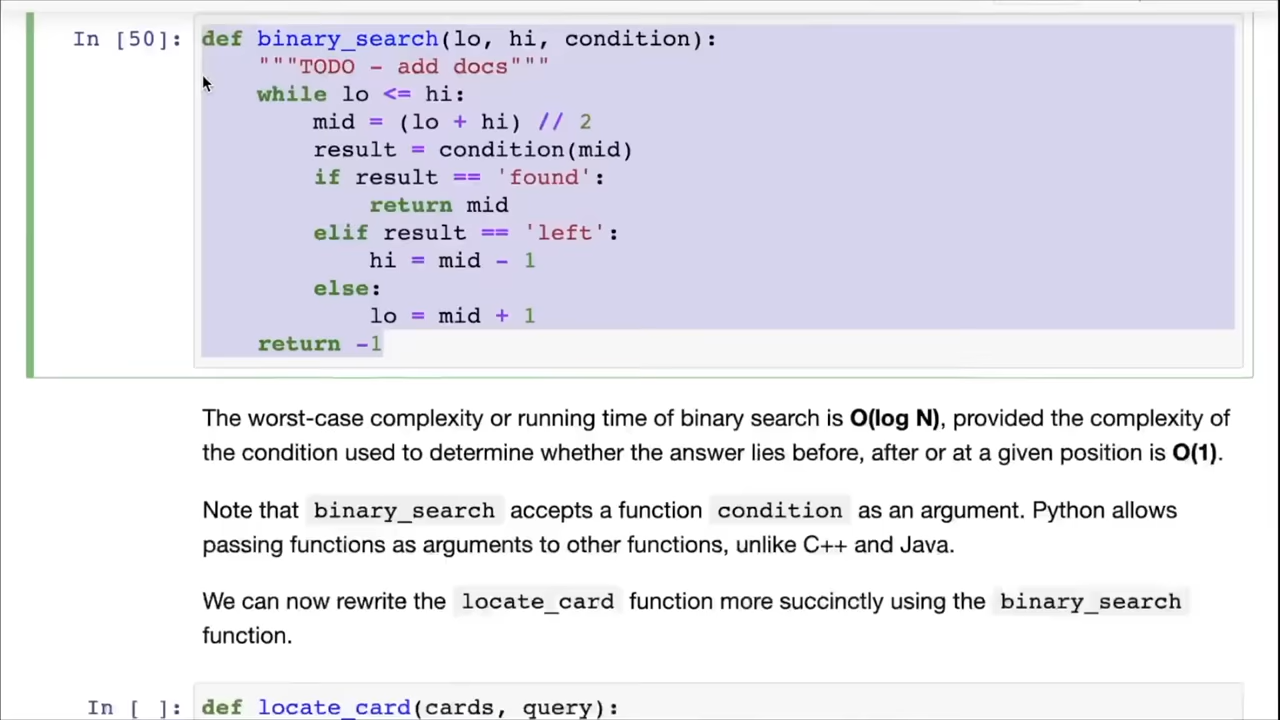 In [50]: def binary_search(lo, hi, condition):
    """TODO - add docs"""
    while lo <= hi:
        mid = (lo + hi) // 2
        result = condition(mid)
        if result == 'found':
            return mid
        elif result == 'left':
            hi = mid - 1
        else:
            lo = mid + 1
    return -1
The worst-case complexity or running time of binary search is O(log N), provided the complexity of
the condition used to determine whether the answer lies before, after or at a given position is O(1).
Note that binary_search accepts a function condition as an argument. Python allows
passing functions as arguments to other functions, unlike C++ and Java.
We can now rewrite the locate_card function more succinctly using the binary_search
function.
In [ ]: def locate_card(cards, query):